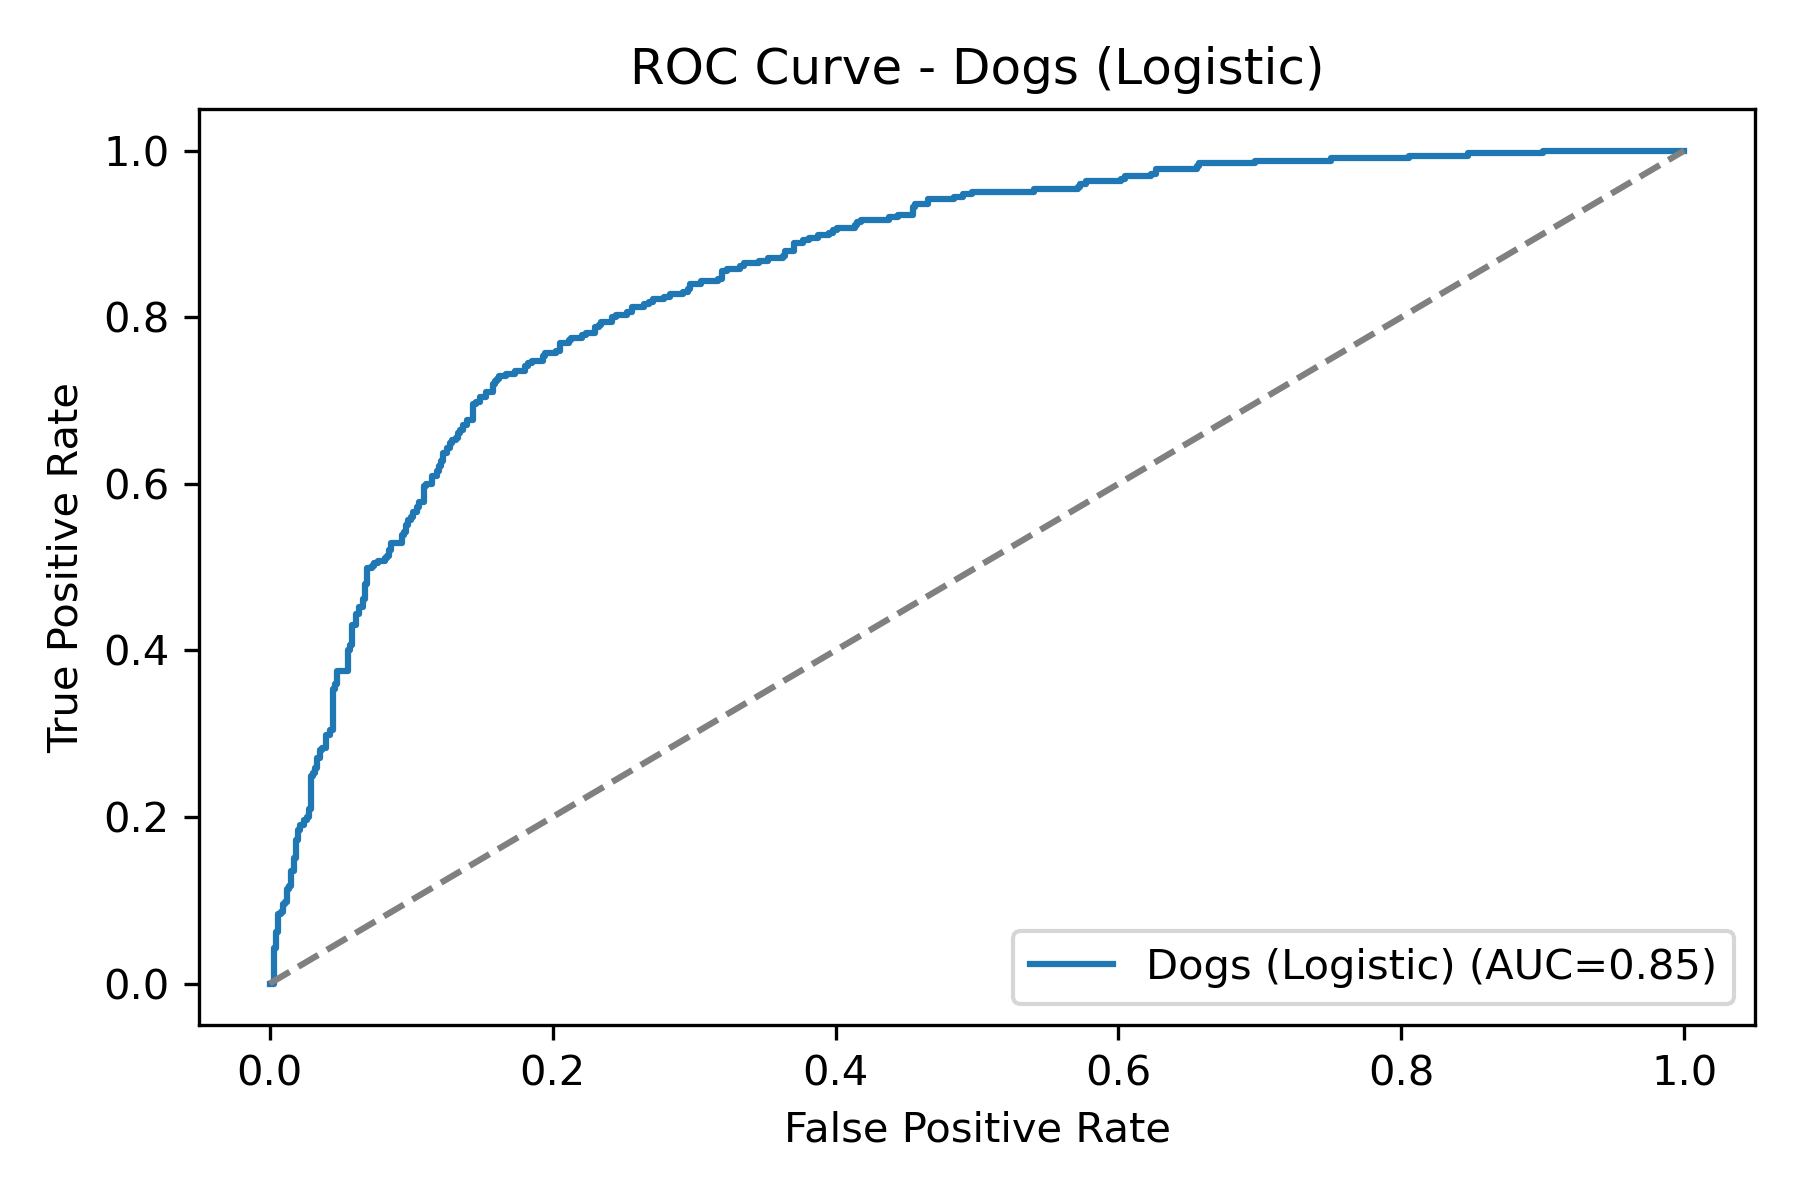 ROC Curve - Dogs (Logistic)
True Positive Rate
1.0
0.8
0.6
0.4
0.2
0.0
Dogs (Logistic) (AUC=0.85)
0.0 0.2 0.4 0.6 0.8 1.0
False Positive Rate